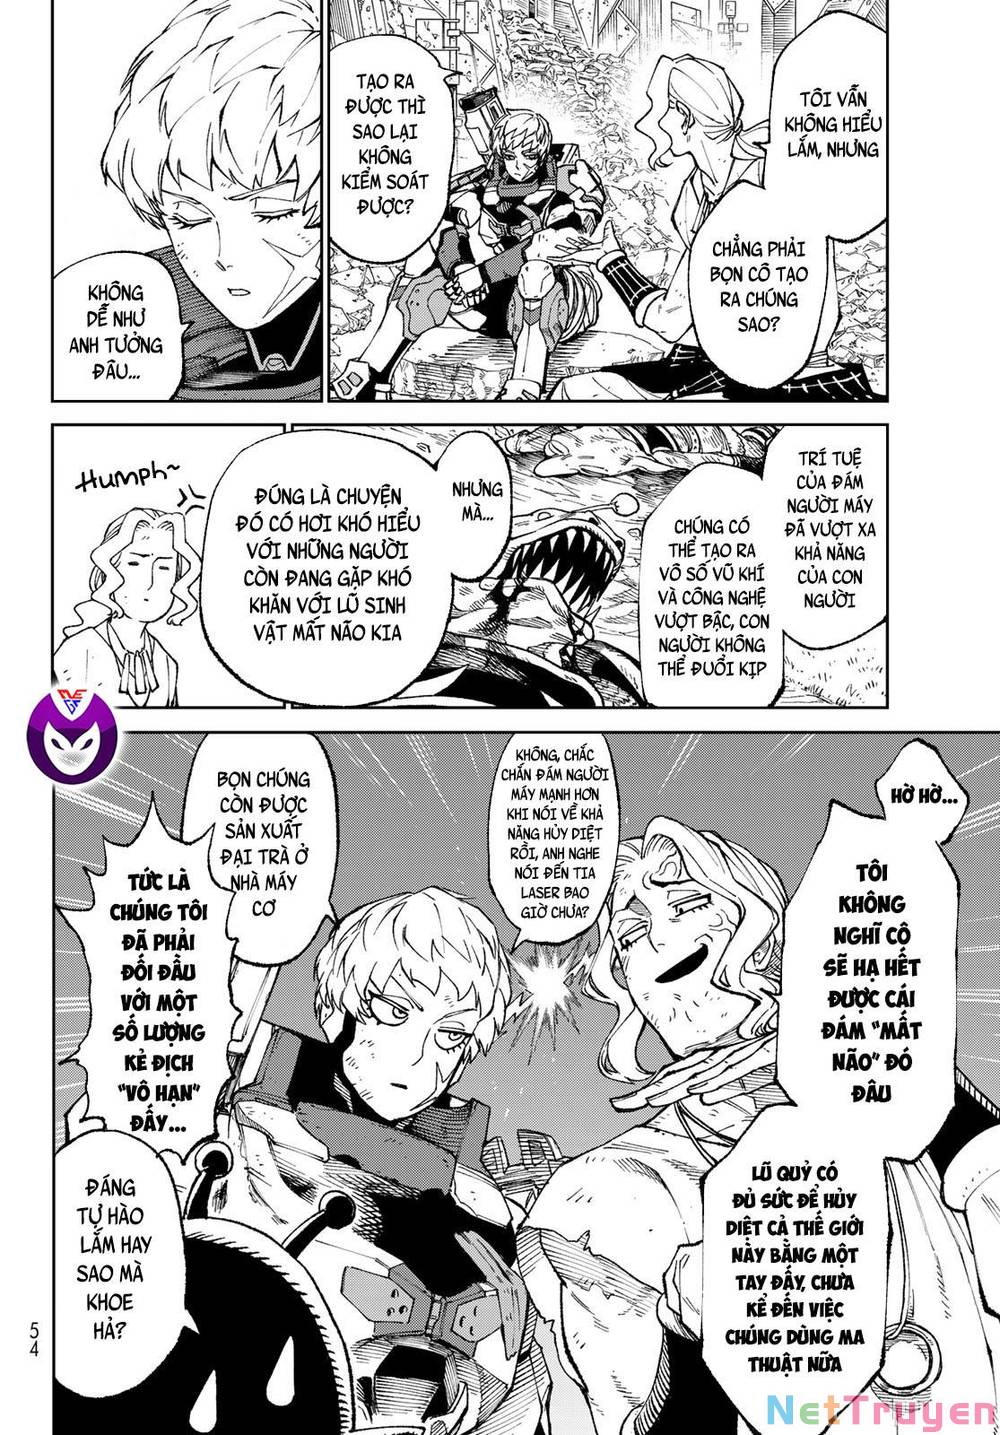 TÔI VẪN
KHÔNG HIỂU
LẮM, NHƯNG
CHẲNG PHẢI
BỌN CÔ TẠO
RA CHÚNG
SAO?
TẠO RA
ĐƯỢC THÌ
SAO LẠI
KHÔNG
KIỂM SOÁT
ĐƯỢC?
KHÔNG
DỄ NHƯ
ANH TƯỞNG
ĐÂU...
TRÍ TUỆ
CỦA ĐÁM
NGƯỜI MÁY
ĐÃ VƯỢT XA
KHẢ NĂNG
CỦA CON
NGƯỜI
CHÚNG CÓ
THỂ TẠO RA
VÔ SỐ VŨ KHÍ
VÀ CÔNG NGHỆ
VƯỢT BẬC, CON
NGƯỜI KHÔNG
THỂ ĐUỔI KỊP
NHƯNG
MÀ...
ĐÚNG LÀ CHUYỆN
ĐÓ CÓ HƠI KHÓ HIỂU
VỚI NHỮNG NGƯỜI
CÒN ĐANG GẶP KHÓ
KHĂN VỚI LŨ SINH
VẬT MẤT NÃO KIA
Humph~
HỜ HỜ...
TÔI
KHÔNG
NGHĨ CÔ
SẼ HẠ HẾT
ĐƯỢC CÁI
ĐÁM “MẤT
NÃO” ĐÓ
ĐÂU
LŨ QUỶ CÓ
ĐỦ SỨC ĐỂ HỦY
DIỆT CẢ THẾ GIỚI
NÀY BẰNG MỘT
TAY ĐẤY, CHƯA
KỂ ĐẾN VIỆC
CHÚNG DÙNG MA
THUẬT NỮA
KHÔNG, CHẮC
CHẮN ĐÁM NGƯỜI
MÁY MẠNH HƠN
KHI NÓI VỀ KHẢ
NĂNG HỦY DIỆT
RỒI, ANH NGHE
NÓI ĐẾN TIA
LASER BAO
GIỜ CHƯA?
BỌN CHÚNG
CÒN ĐƯỢC
SẢN XUẤT
ĐẠI TRÀ Ở
NHÀ MÁY
CƠ
TỨC LÀ
CHÚNG TÔI
ĐÃ PHẢI
ĐỐI ĐẦU
VỚI MỘT
SỐ LƯỢNG
KẺ ĐỊCH
“VÔ HẠN”
ĐẤY...
ĐÁNG
TỰ HÀO
LẮM HAY
SAO MÀ
KHOE
HẢ?
54
NetTruyen